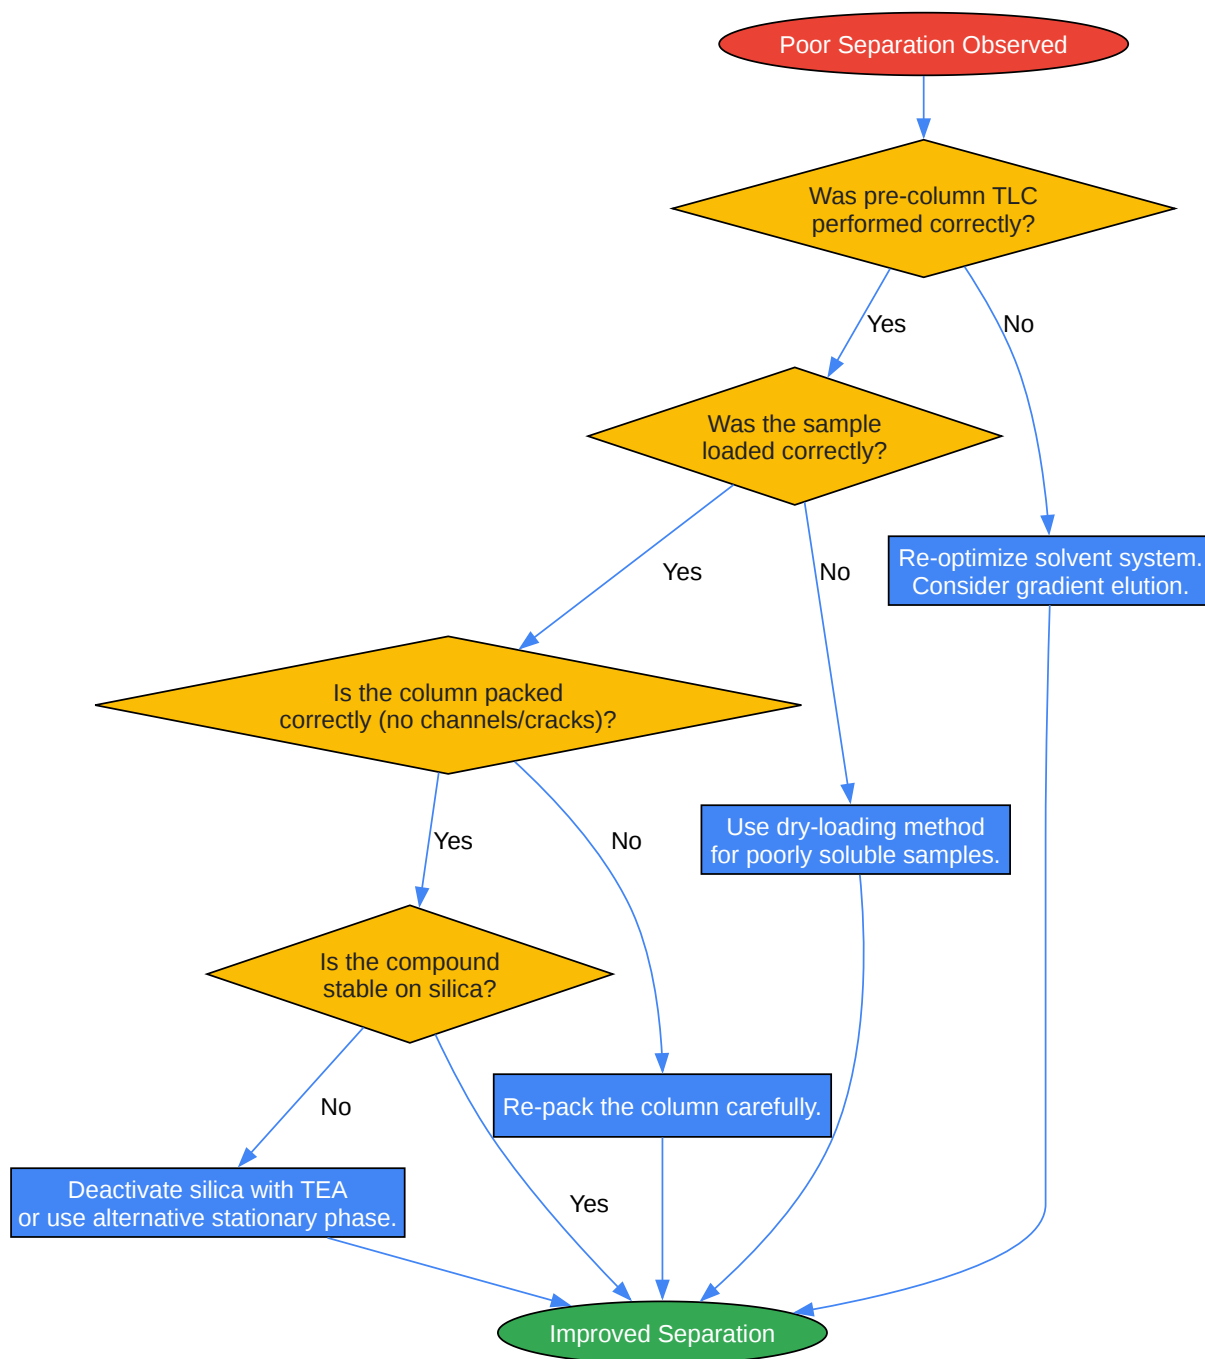 Poor Separation Observed
Was pre-column TLC
performed correctly?
Yes
No
Was the sample
loaded correctly?
Re-optimize solvent system.
Consider gradient elution.
Yes
No
Is the column packed
correctly (no channels/cracks)?
Use dry-loading method
for poorly soluble samples.
Yes
No
Is the compound
stable on silica?
No
Re-pack the column carefully.
Deactivate silica with TEA
or use alternative stationary phase.
Yes
Improved Separation